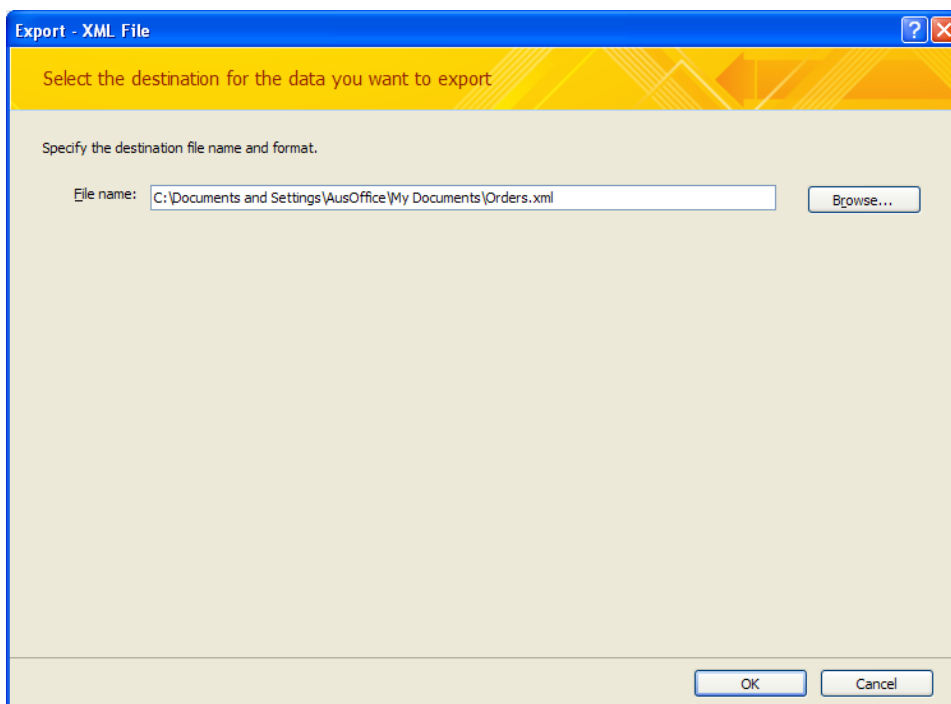 Export - XML File
Select the destination for the data you want to export
Specify the destination file name and format.
File name: C:\Documents and Settings\AusOffice\My Documents\Orders.xml Browse...
OK Cancel